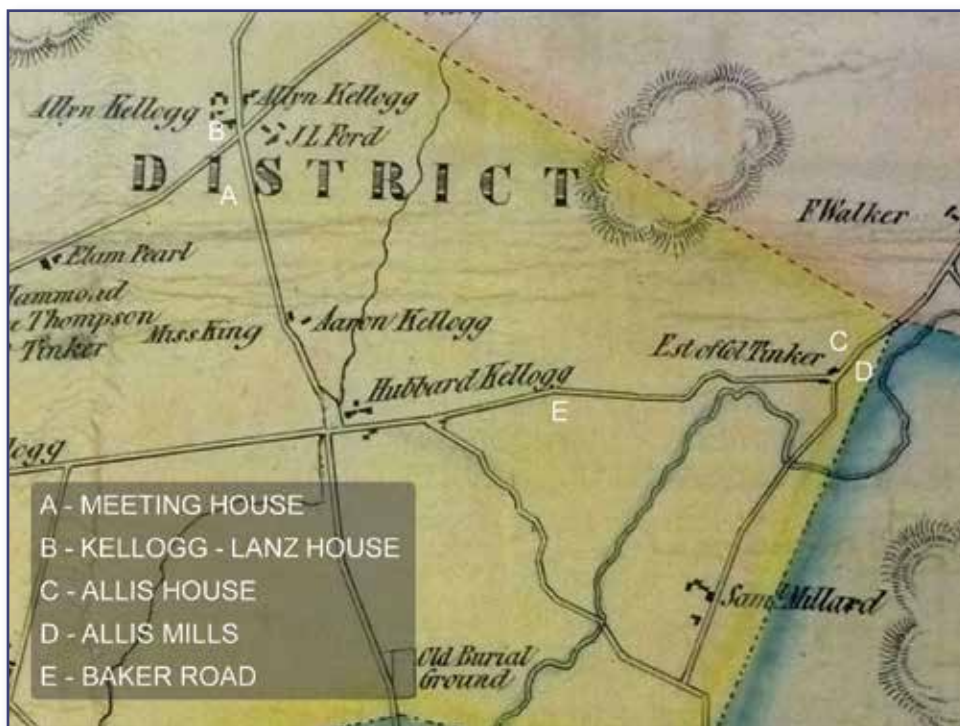 Allyn Kellogg
Allyn Kellogg
B
J L Ford
DISTRICT
A
F Walker
Elam Pearl
Hammond
Thompson
Tinker
Miss King
Aaron Kellogg
Est of Col Tinker
C
D
Hubbard Kellogg
E
logg
A - MEETING HOUSE
B - KELLOGG - LANZ HOUSE
C - ALLIS HOUSE
D - ALLIS MILLS
E - BAKER ROAD
Saml. Millard
Old Burial
Ground